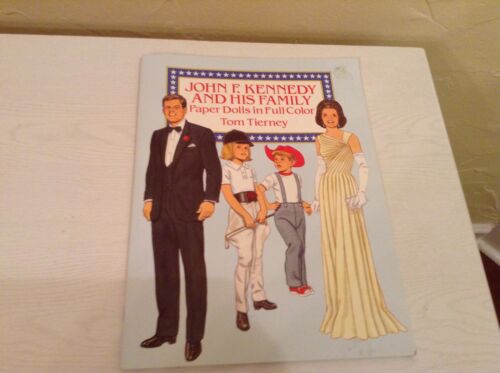 JOHN F. KENNEDY
AND HIS FAMILY
Paper Dolls in Full Color
Tom Tierney